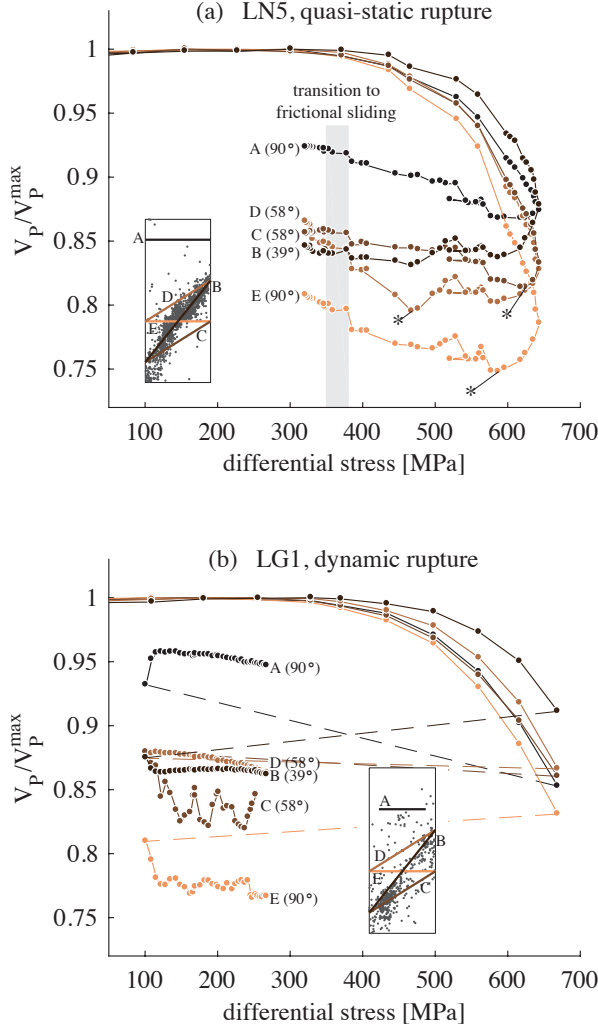 (a) LN5, quasi-static rupture
1
0.95
0.9
0.85
0.8
0.75
V_P/V_P^max
transition to
frictional sliding
A (90°)
D (58°)
C (58°)
B (39°)
E (90°)
A
D
B
E
C
*
*
*
100 200 300 400 500 600 700
differential stress [MPa]
(b) LG1, dynamic rupture
1
0.95
0.9
0.85
0.8
0.75
V_P/V_P^max
A (90°)
D (58°)
B (39°)
C (58°)
E (90°)
A
B
D
E
C
100 200 300 400 500 600 700
differential stress [MPa]